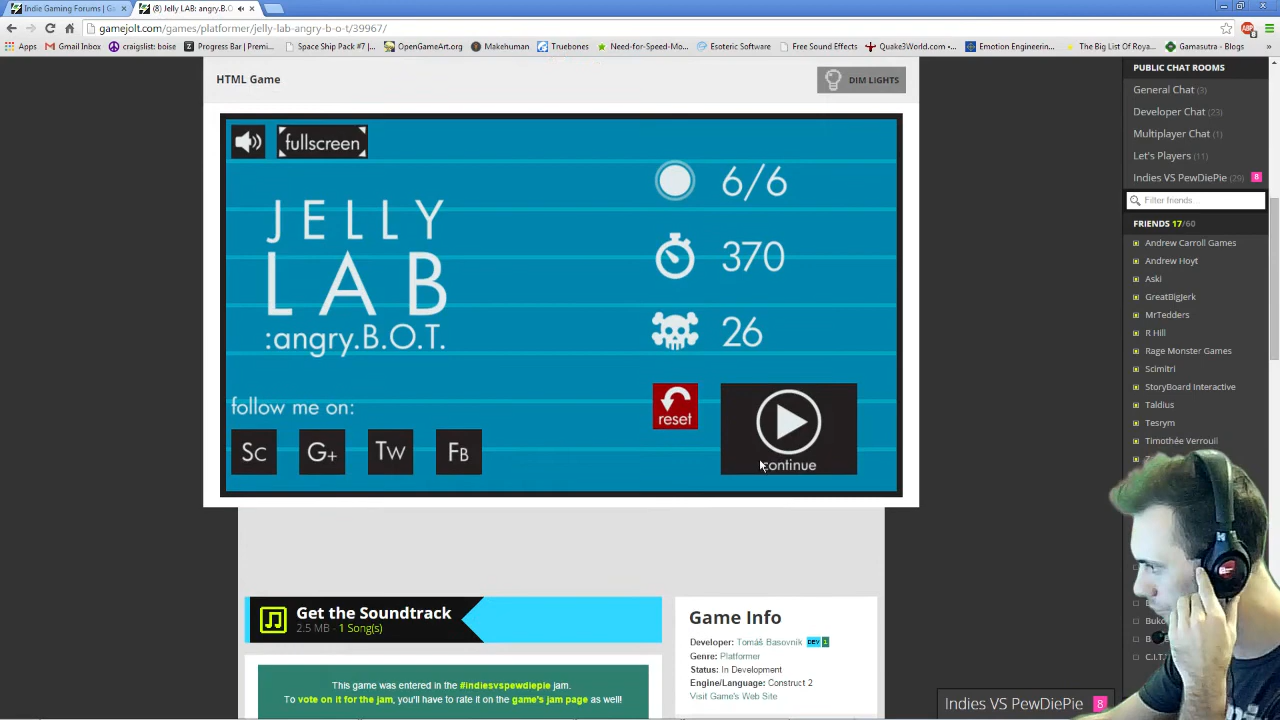 Indie Gaming Forums | G
(8) Jelly LAB: angry.B.O
gamejolt.com/games/platformer/jelly-lab-angry-b-o-t/39967/
Apps
Gmail Inbox
craigslist: boise
Progress Bar | Premi...
Space Ship Pack #7 | ...
OpenGameArt.org
Makehuman
Truebones
Need-for-Speed-Mo...
Esoteric Software
Free Sound Effects
Quake3World.com - ...
Emotion Engineerin...
The Big List Of Roya...
Gamasutra - Blogs
HTML Game
DIM LIGHTS
fullscreen
JELLY
LAB
:angry.B.O.T.
6/6
370
26
follow me on:
Sc
G+
Tw
FB
reset
continue
Get the Soundtrack
2.5 MB - 1 Song(s)
This game was entered in the #indiesvspewdiepie jam.
To vote on it for the jam, you'll have to rate it on the game's jam page as well!
Game Info
Developer: Tomáš Basovník DEV 1
Genre: Platformer
Status: In Development
Engine/Language: Construct 2
Visit Game's Web Site
PUBLIC CHAT ROOMS
General Chat (3)
Developer Chat (23)
Multiplayer Chat (1)
Let's Players (11)
Indies VS PewDiePie (29) 8
Filter friends...
FRIENDS 17/60
Andrew Carroll Games
Andrew Hoyt
Aski
GreatBigJerk
MrTedders
R Hill
Rage Monster Games
Scimitri
StoryBoard Interactive
Taldius
Tesrym
Timothée Verrouil
C.I.T.
Indies VS PewDiePie 8